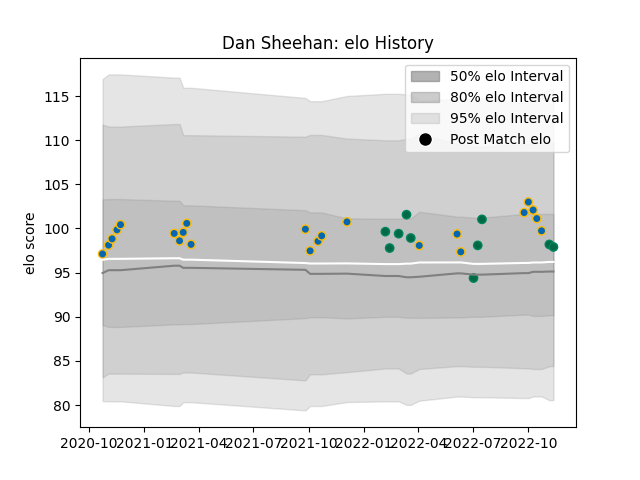 Dan Sheehan: elo History
elo score
115
110
105
100
95
90
85
80
50% elo Interval
80% elo Interval
95% elo Interval
Post Match elo
2020-10
2021-01
2021-04
2021-07
2021-10
2022-01
2022-04
2022-07
2022-10